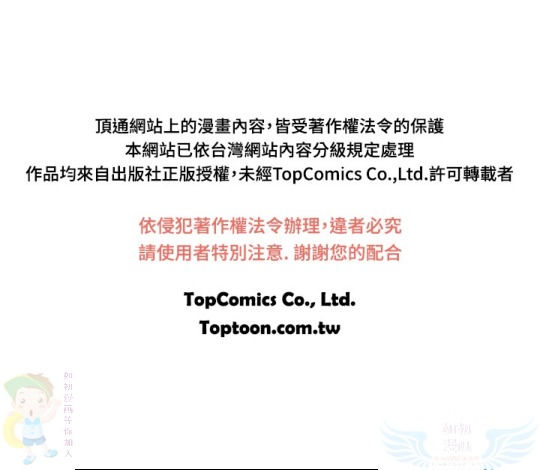 頂通網站上的漫畫內容,皆受著作權法令的保護
本網站已依台灣網站內容分級規定處理
作品均來自出版社正版授權,未經TopComics Co.,Ltd.許可轉載者
依侵犯著作權法令辦理,違者必究
請使用者特別注意. 謝謝您的配合
TopComics Co., Ltd.
Toptoon.com.tw